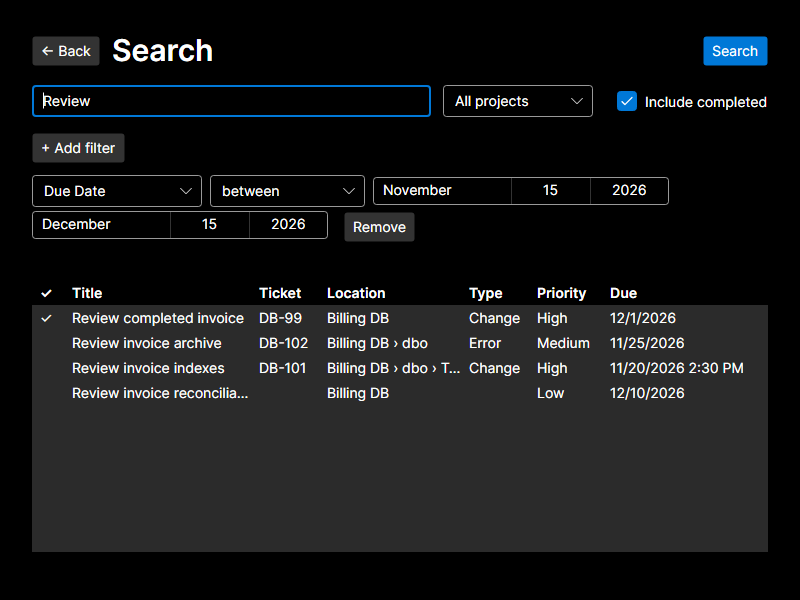 ← Back Search Search
Review All projects Include completed
+ Add filter
Due Date between November 15 2026
December 15 2026 Remove
✓ Title Ticket Location Type Priority Due
✓ Review completed invoice DB-99 Billing DB Change High 12/1/2026
Review invoice archive DB-102 Billing DB › dbo Error Medium 11/25/2026
Review invoice indexes DB-101 Billing DB › dbo › T... Change High 11/20/2026 2:30 PM
Review invoice reconcilia... Billing DB Low 12/10/2026